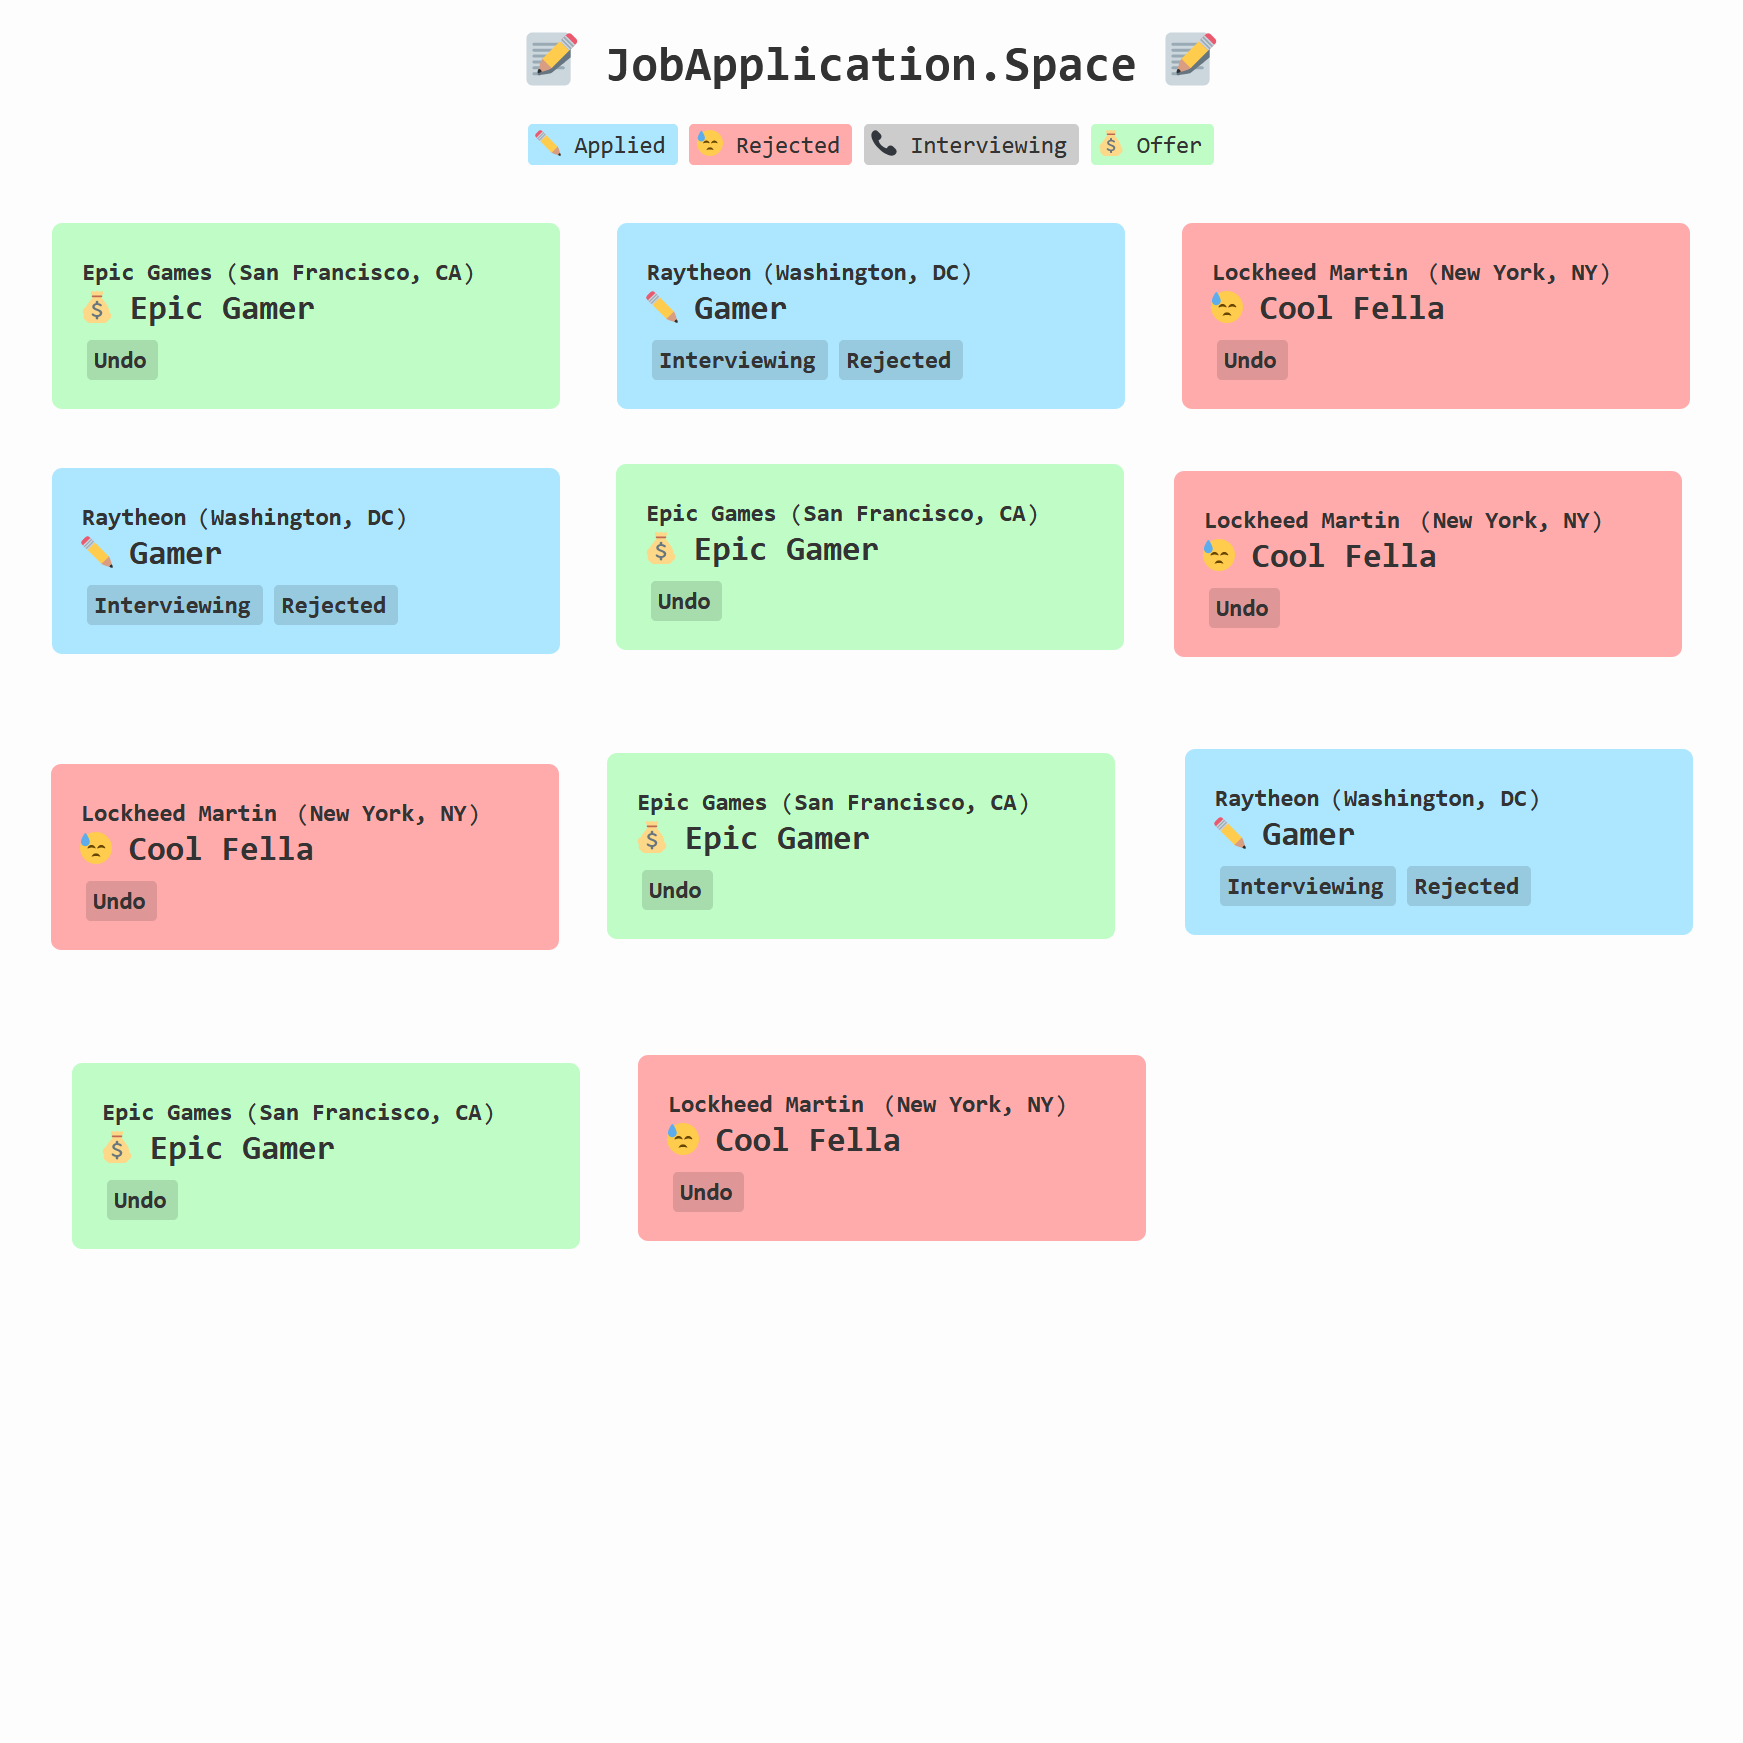 JobApplication.Space
Applied Rejected Interviewing Offer
Epic Games (San Francisco, CA)
Epic Gamer
Undo
Raytheon (Washington, DC)
Gamer
Interviewing Rejected
Lockheed Martin (New York, NY)
Cool Fella
Undo
Raytheon (Washington, DC)
Gamer
Interviewing Rejected
Epic Games (San Francisco, CA)
Epic Gamer
Undo
Lockheed Martin (New York, NY)
Cool Fella
Undo
Lockheed Martin (New York, NY)
Cool Fella
Undo
Epic Games (San Francisco, CA)
Epic Gamer
Undo
Raytheon (Washington, DC)
Gamer
Interviewing Rejected
Epic Games (San Francisco, CA)
Epic Gamer
Undo
Lockheed Martin (New York, NY)
Cool Fella
Undo